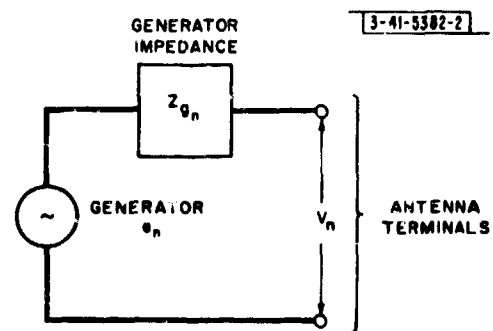 GENERATOR
IMPEDANCE
3-41-5382-2
Zgn
GENERATOR
en
~
Vn
ANTENNA
TERMINALS